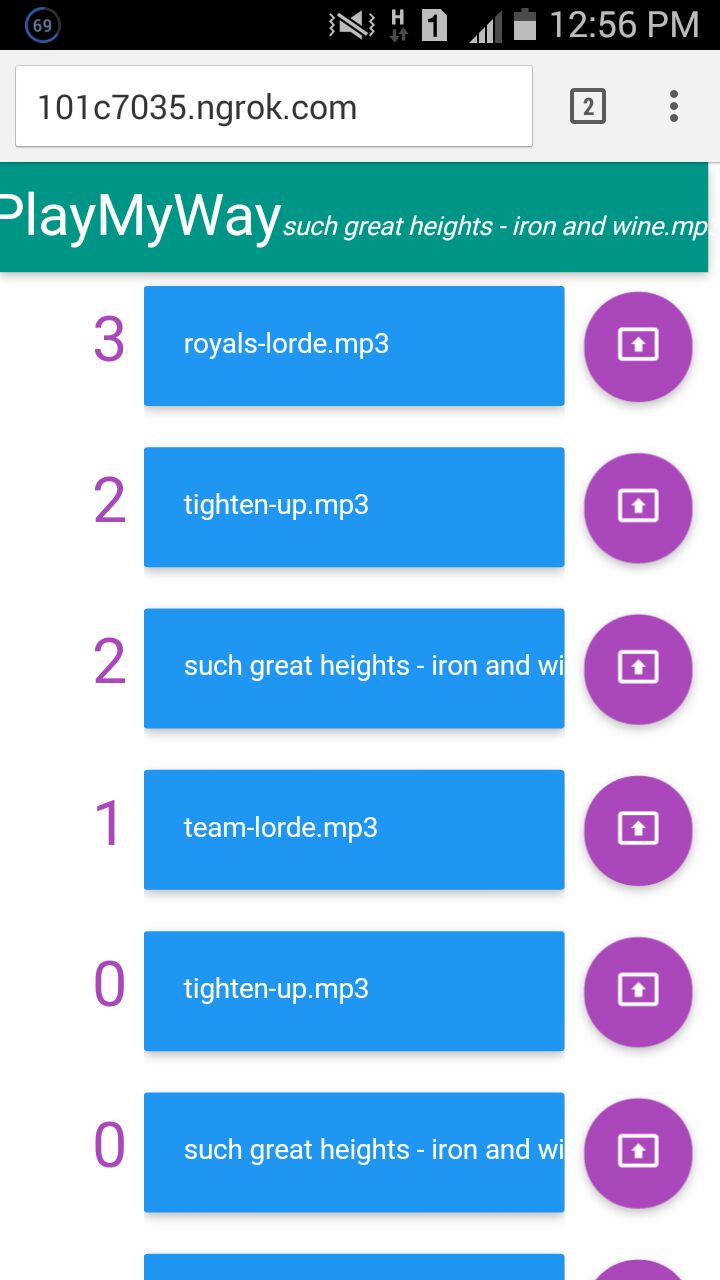 69 H 1 12:56 PM
101c7035.ngrok.com 2
PlayMyWay such great heights - iron and wine.mp
3 royals-lorde.mp3
2 tighten-up.mp3
2 such great heights - iron and wi
1 team-lorde.mp3
0 tighten-up.mp3
0 such great heights - iron and wi